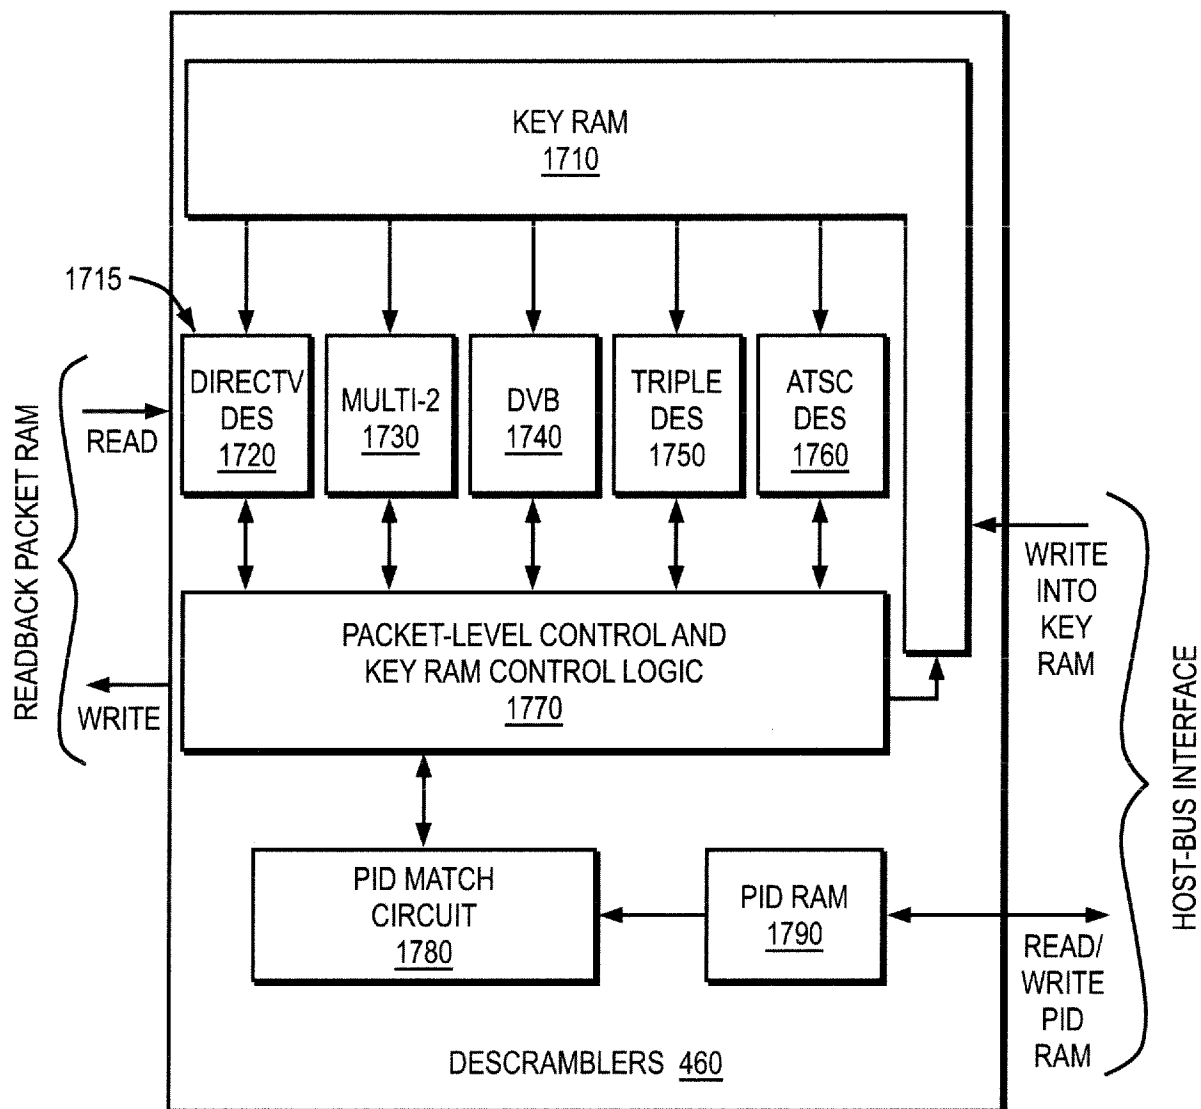 KEY RAM
1710
1715
DIRECTV
DES
1720
MULTI-2
1730
DVB
1740
TRIPLE
DES
1750
ATSC
DES
1760
READBACK PACKET RAM
READ
WRITE
PACKET-LEVEL CONTROL AND
KEY RAM CONTROL LOGIC
1770
WRITE
INTO
KEY
RAM
HOST-BUS INTERFACE
PID MATCH
CIRCUIT
1780
PID RAM
1790
READ/
WRITE
PID
RAM
DESCRAMBLERS 460